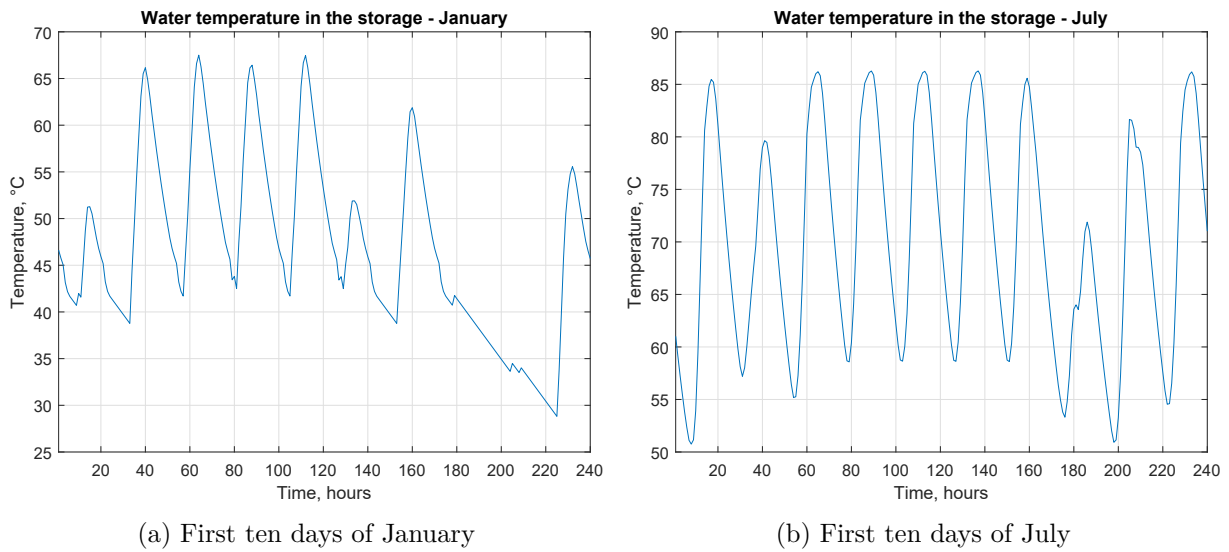 Water temperature in the storage - January
70
65
60
55
50
45
40
35
30
25
Temperature, °C
20 40 60 80 100 120 140 160 180 200 220 240
Time, hours
(a) First ten days of January
Water temperature in the storage - July
90
85
80
75
70
65
60
55
50
Temperature, °C
20 40 60 80 100 120 140 160 180 200 220 240
Time, hours
(b) First ten days of July